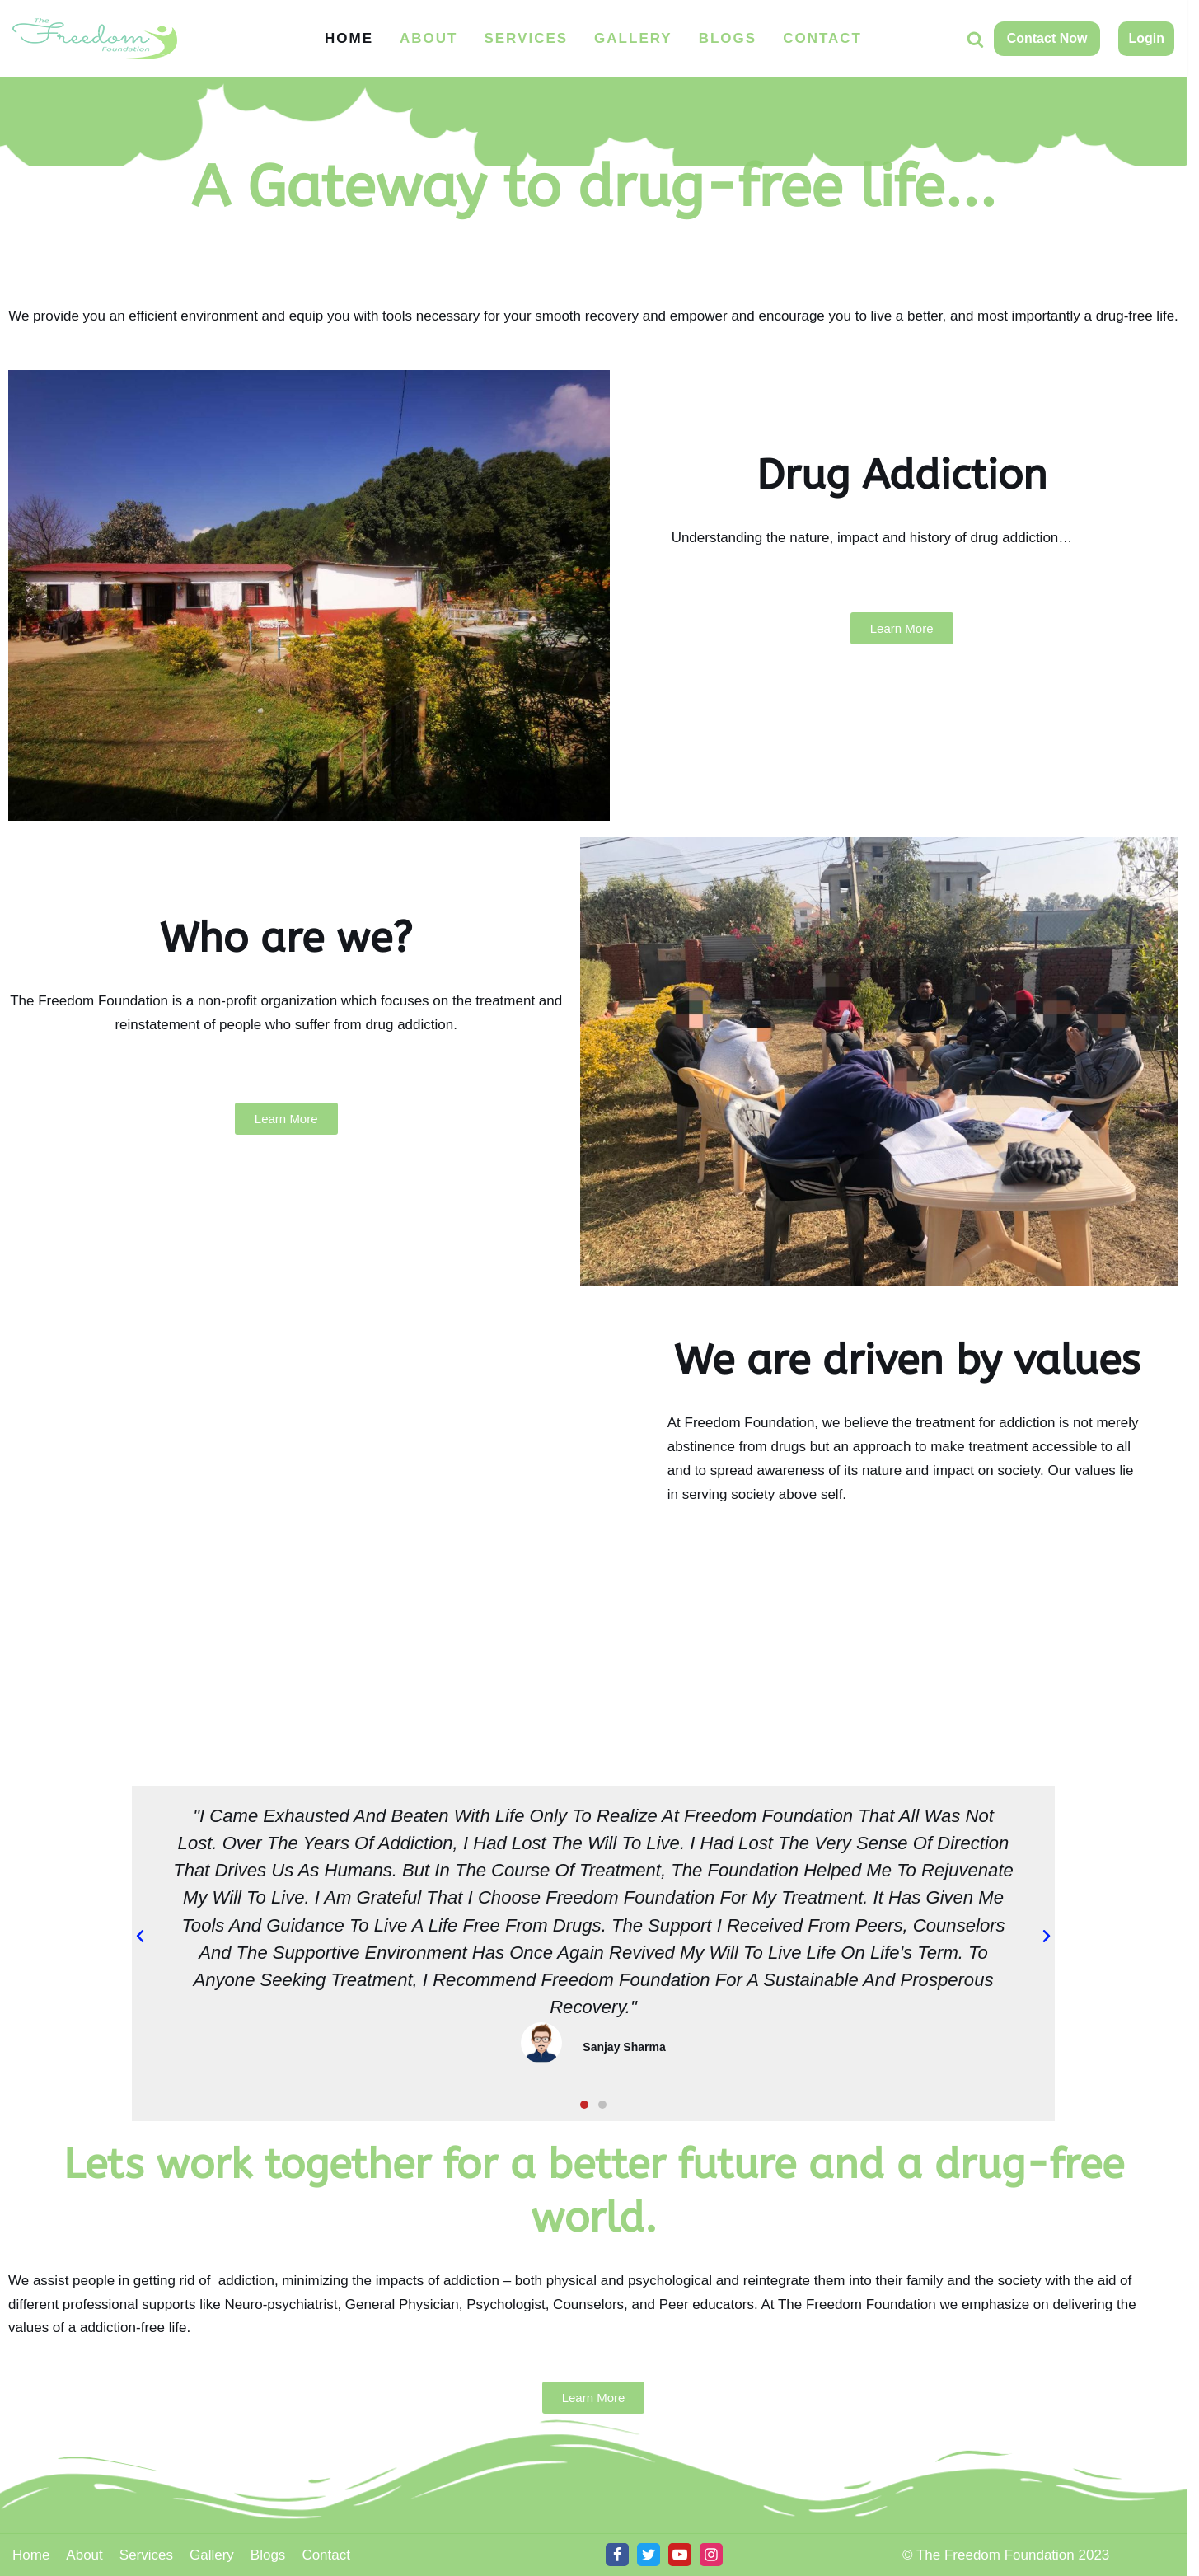 The Freedom Foundation
HOME ABOUT SERVICES GALLERY BLOGS CONTACT
Contact Now
Login
A Gateway to drug-free life...
We provide you an efficient environment and equip you with tools necessary for your smooth recovery and empower and encourage you to live a better, and most importantly a drug-free life.
Drug Addiction
Understanding the nature, impact and history of drug addiction…
Learn More
Who are we?
The Freedom Foundation is a non-profit organization which focuses on the treatment and
reinstatement of people who suffer from drug addiction.
Learn More
We are driven by values
At Freedom Foundation, we believe the treatment for addiction is not merely
abstinence from drugs but an approach to make treatment accessible to all
and to spread awareness of its nature and impact on society. Our values lie
in serving society above self.
"I Came Exhausted And Beaten With Life Only To Realize At Freedom Foundation That All Was Not
Lost. Over The Years Of Addiction, I Had Lost The Will To Live. I Had Lost The Very Sense Of Direction
That Drives Us As Humans. But In The Course Of Treatment, The Foundation Helped Me To Rejuvenate
My Will To Live. I Am Grateful That I Choose Freedom Foundation For My Treatment. It Has Given Me
Tools And Guidance To Live A Life Free From Drugs. The Support I Received From Peers, Counselors
And The Supportive Environment Has Once Again Revived My Will To Live Life On Life’s Term. To
Anyone Seeking Treatment, I Recommend Freedom Foundation For A Sustainable And Prosperous
Recovery."
Sanjay Sharma
Lets work together for a better future and a drug-free
world.
We assist people in getting rid of  addiction, minimizing the impacts of addiction – both physical and psychological and reintegrate them into their family and the society with the aid of
different professional supports like Neuro-psychiatrist, General Physician, Psychologist, Counselors, and Peer educators. At The Freedom Foundation we emphasize on delivering the
values of a addiction-free life.
Learn More
Home About Services Gallery Blogs Contact
© The Freedom Foundation 2023